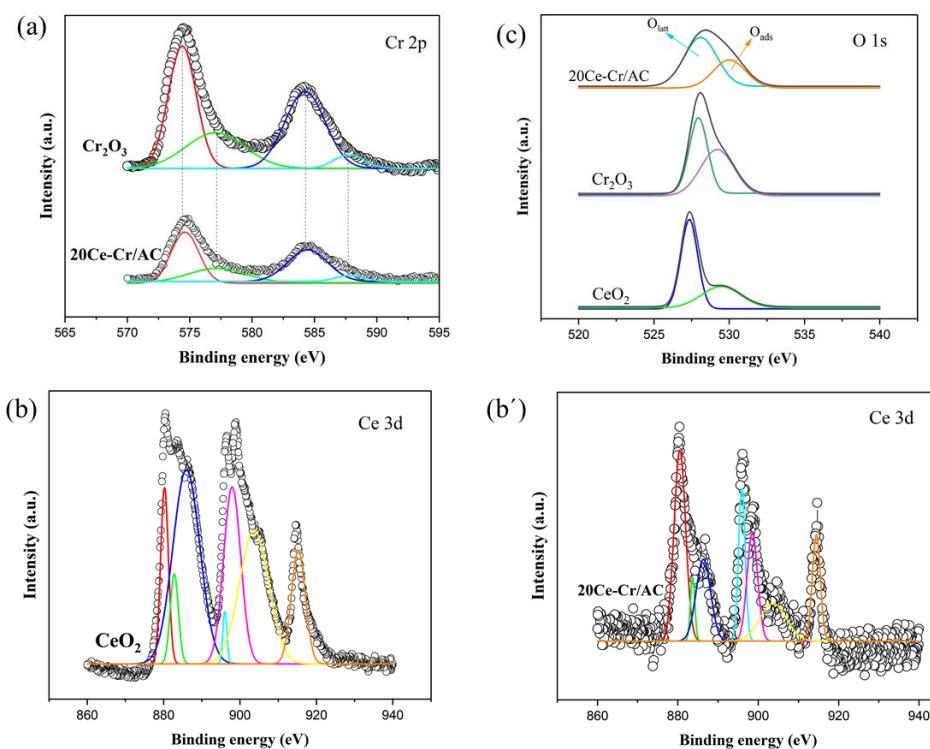 (a)
Cr 2p
Cr₂O₃
20Ce-Cr/AC
Intensity (a.u.)
565 570 575 580 585 590 595
Binding energy (eV)
(c)
O 1s
Olatt
Oads
20Ce-Cr/AC
Cr₂O₃
CeO₂
Intensity (a.u.)
520 525 530 535 540
Binding energy (eV)
(b)
Ce 3d
CeO₂
Intensity (a.u.)
860 880 900 920 940
Binding energy (eV)
(b´)
Ce 3d
20Ce-Cr/AC
Intensity (a.u.)
860 880 900 920 940
Binding energy (eV)